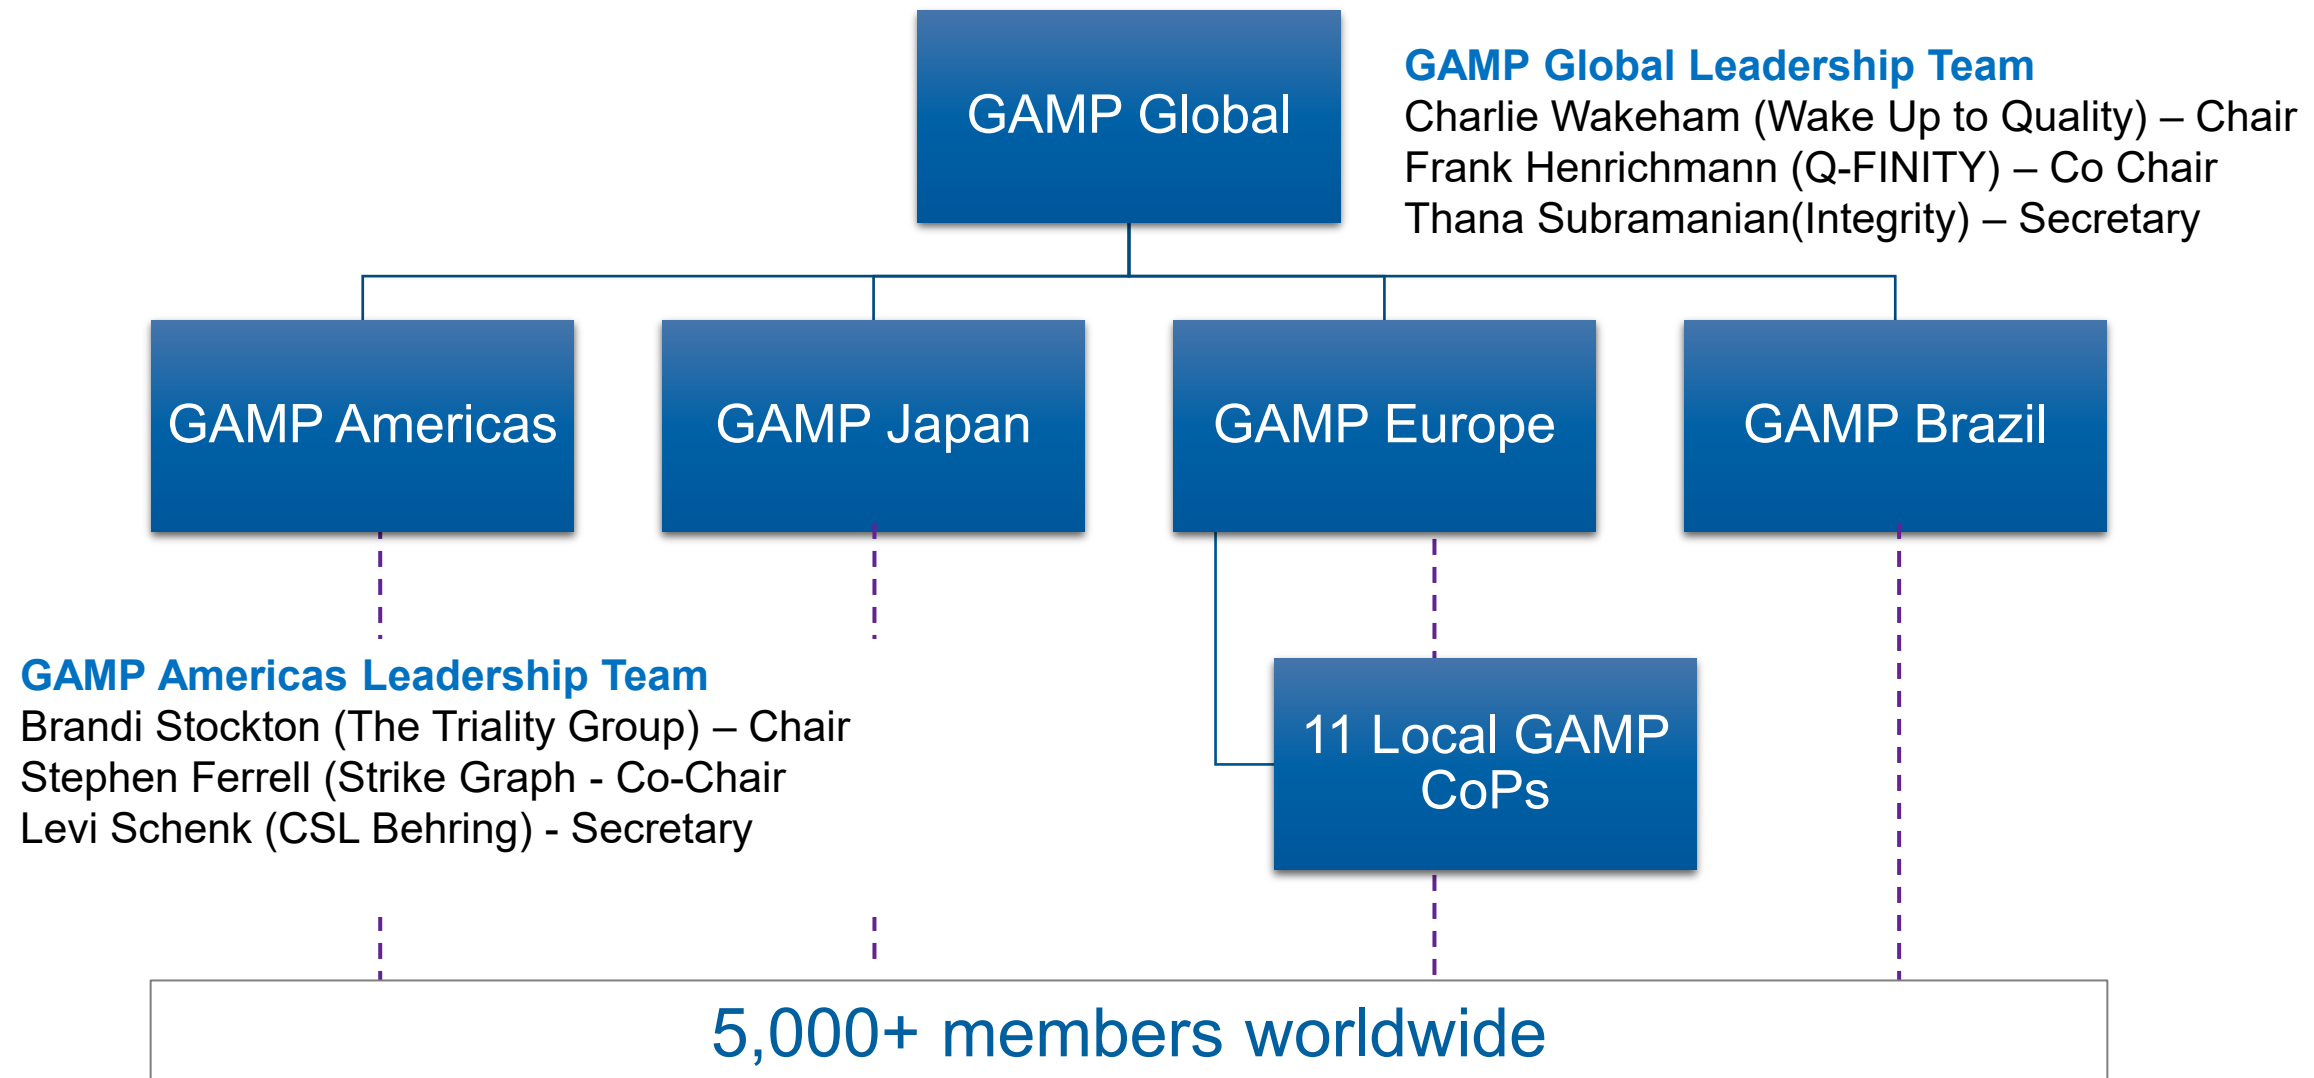 GAMP Global
GAMP Global Leadership Team
Charlie Wakeham (Wake Up to Quality) – Chair
Frank Henrichmann (Q-FINITY) – Co Chair
Thana Subramanian(Integrity) – Secretary
GAMP Americas
GAMP Japan
GAMP Europe
GAMP Brazil
GAMP Americas Leadership Team
Brandi Stockton (The Triality Group) – Chair
Stephen Ferrell (Strike Graph - Co-Chair
Levi Schenk (CSL Behring) - Secretary
11 Local GAMP
CoPs
5,000+ members worldwide